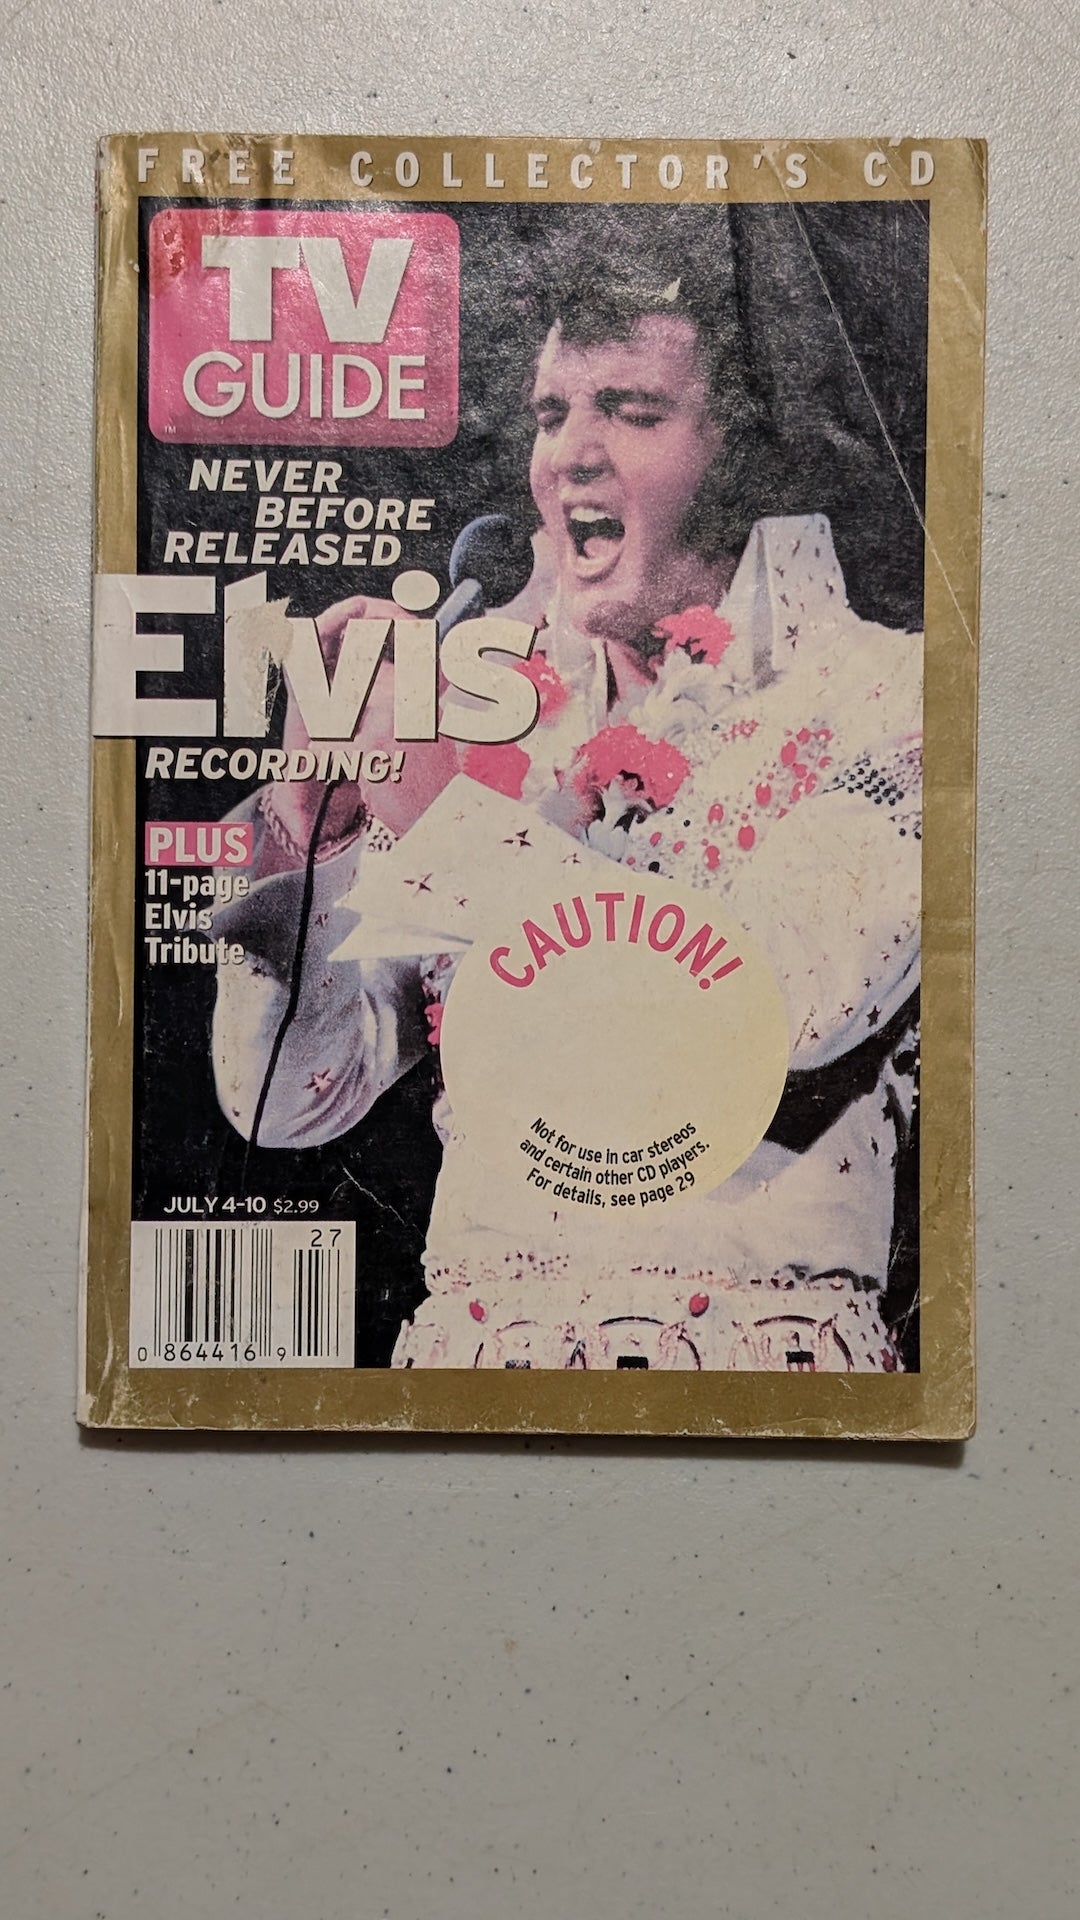 FREE COLLECTOR'S CD
TV
GUIDE
TM
NEVER
BEFORE
RELEASED
Elvis
RECORDING!
PLUS
11-page
Elvis
Tribute
CAUTION!
Not for use in car stereos
and certain other CD players.
For details, see page 29
JULY 4-10 $2.99
27
0 864416 9